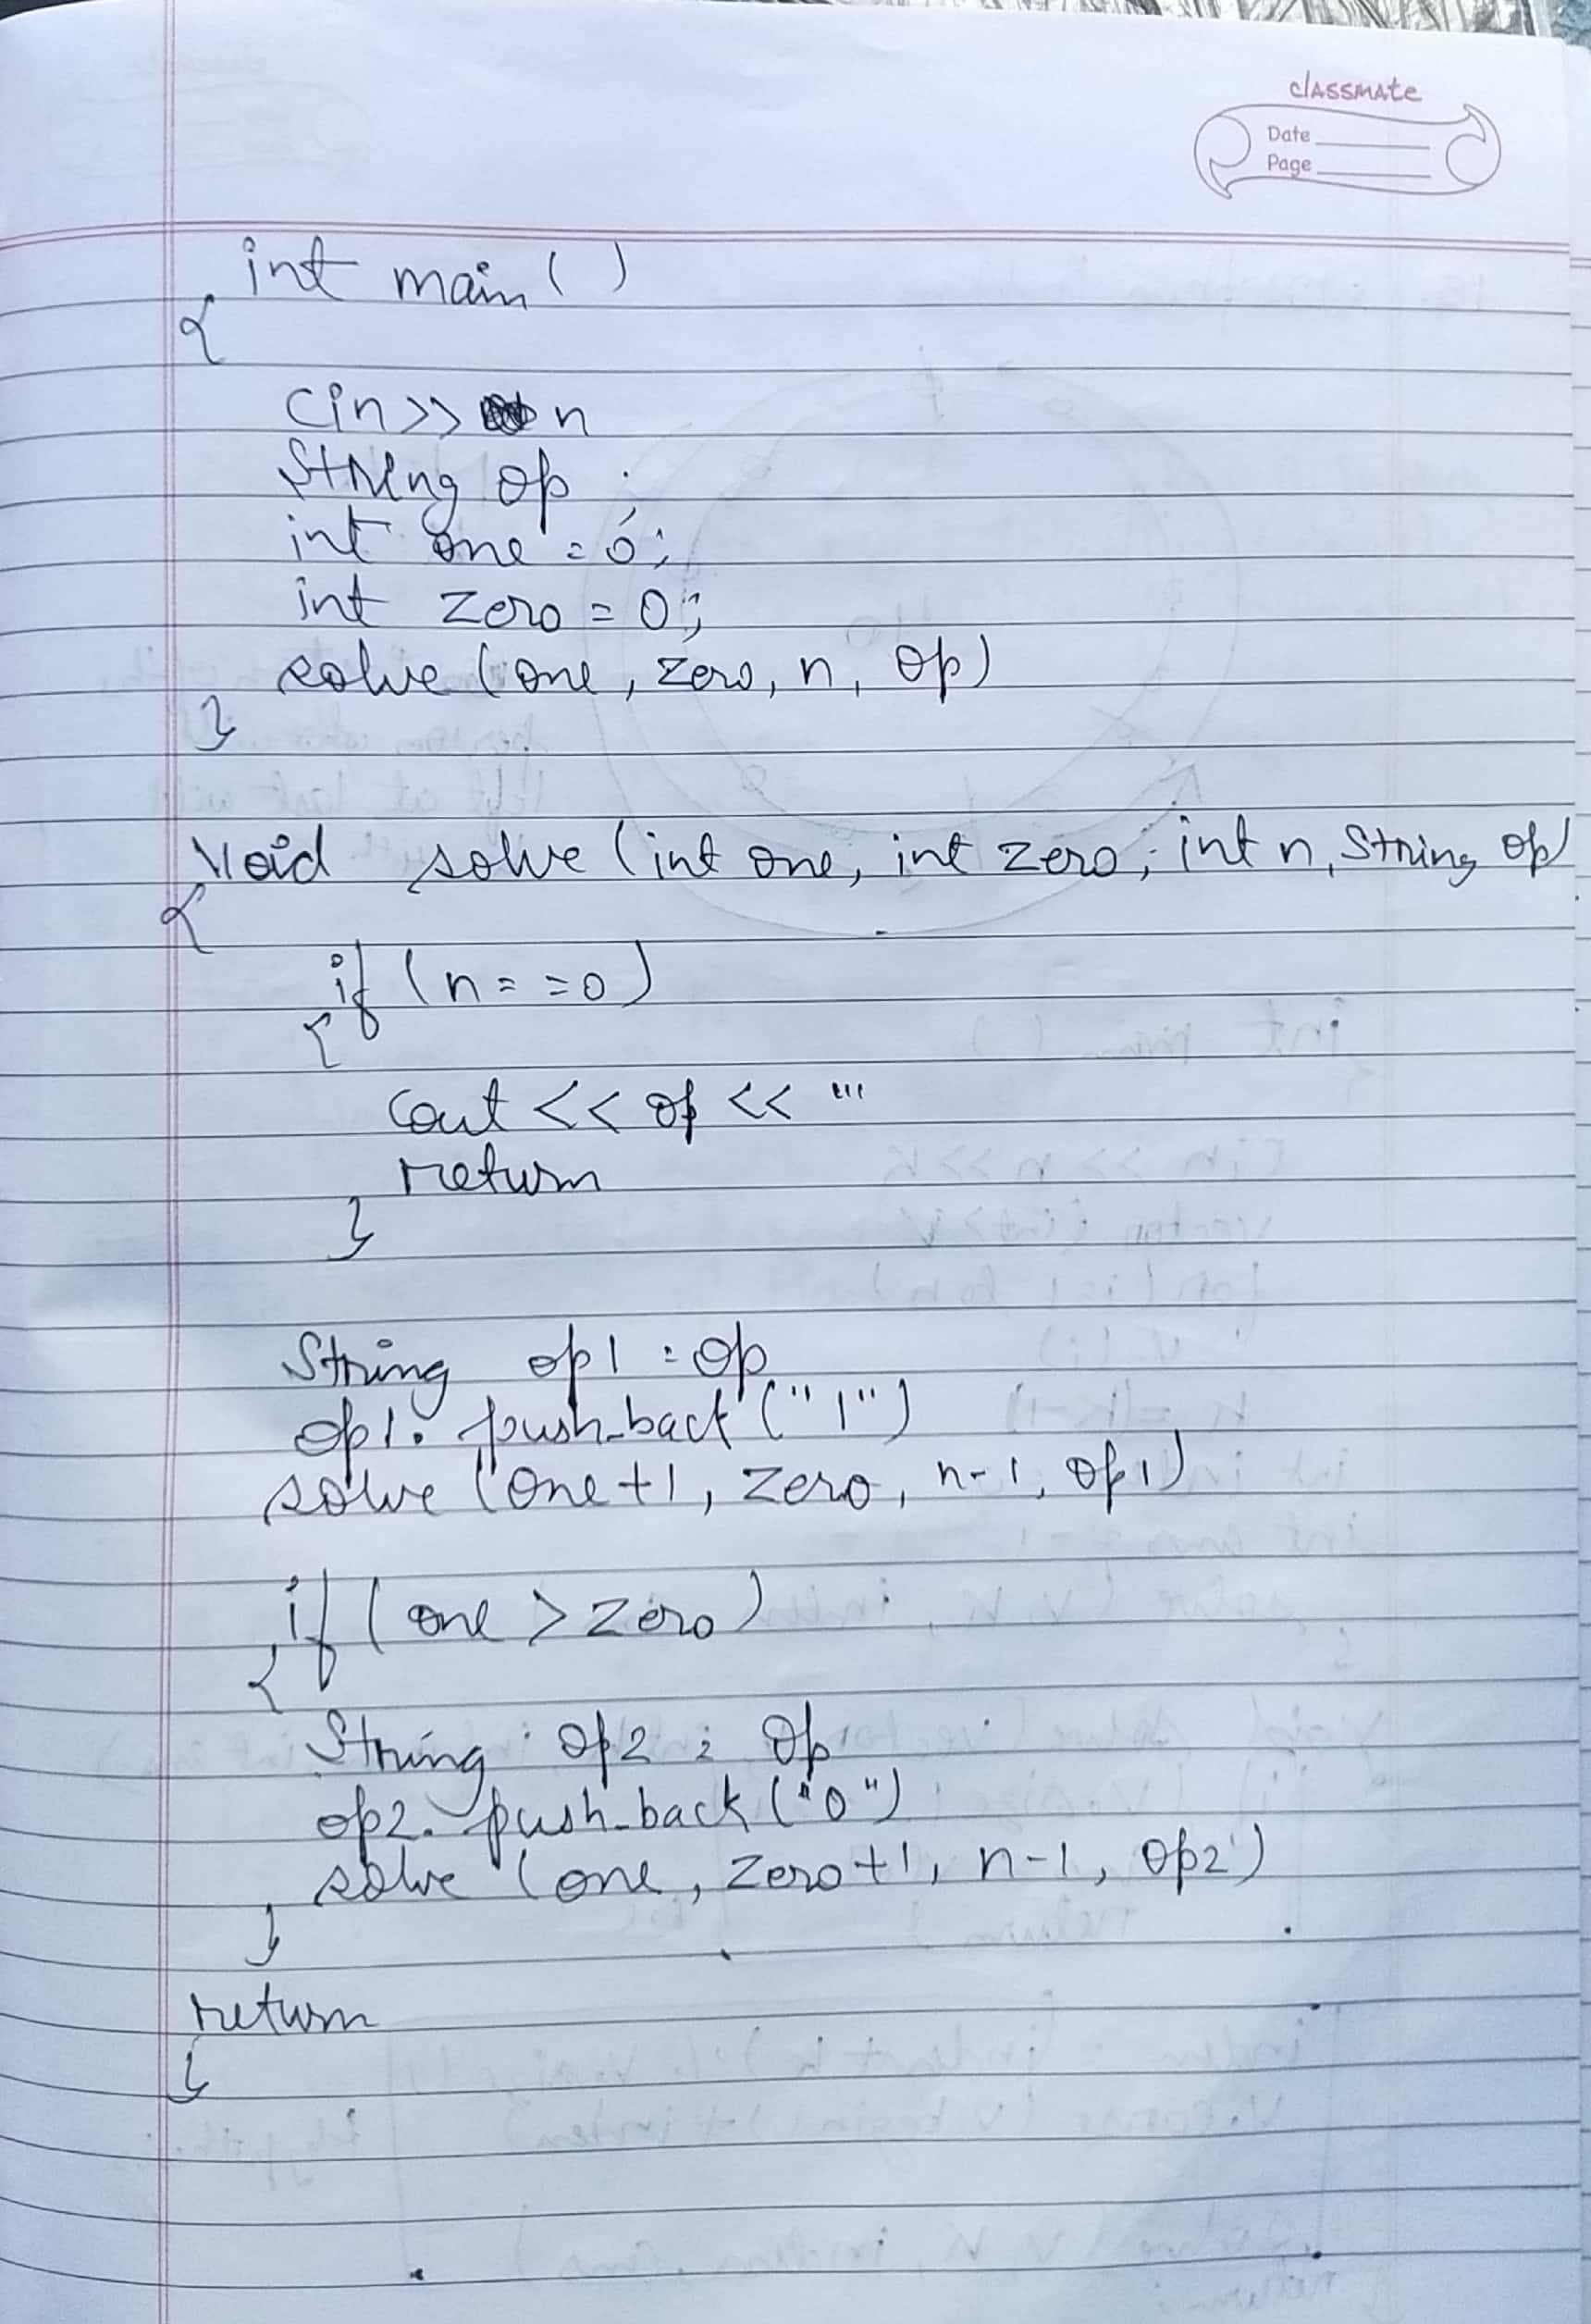 classmate
Date
Page
int main ( )
{
cin >> n
String op
int one = 0;
int zero = 0;
solve (one, zero, n, op)
}
Void solve (int one, int zero, int n, String op)
{
if (n = = 0)
{
cout << op << "'
return
}
String op1 = op
op1. push_back ("1")
solve (one+1, zero, n-1, op1)
if (one > zero)
{
String op2 = op
op2. push_back ("0")
solve (one, zero+1, n-1, op2)
}
return
}